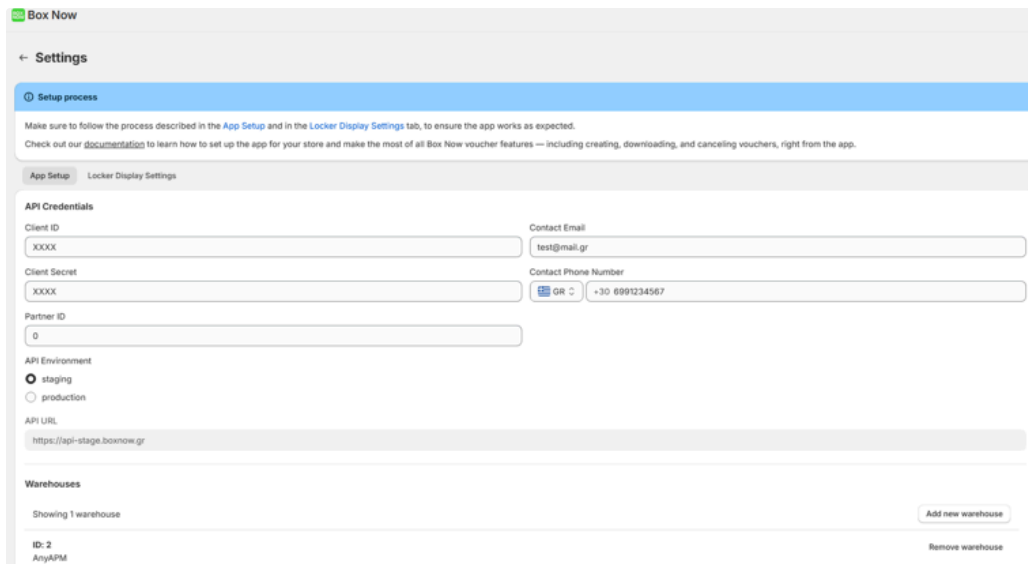 Box Now
← Settings
Setup process
Make sure to follow the process described in the App Setup and in the Locker Display Settings tab, to ensure the app works as expected.
Check out our documentation to learn how to set up the app for your store and make the most of all Box Now voucher features — including creating, downloading, and canceling vouchers, right from the app.
App Setup Locker Display Settings
API Credentials
Client ID Contact Email
XXXX test@mail.gr
Client Secret Contact Phone Number
XXXX GR +30 6991234567
Partner ID
0
API Environment
staging
production
API URL
https://api-stage.boxnow.gr
Warehouses
Showing 1 warehouse Add new warehouse
ID: 2 Remove warehouse
AnyAPM